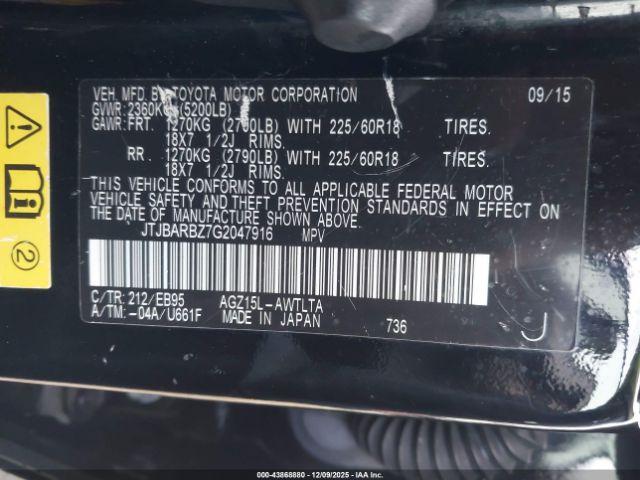 VEH. MFD. BY TOYOTA MOTOR CORPORATION 09/15
GVWR: 2360KG (5200LB)
GAWR: FRT. 1270KG (2790LB) WITH 225/60R18 TIRES.
18X7 1/2J RIMS.
RR 1270KG (2790LB) WITH 225/60R18 TIRES.
18X7 1/2J RIMS.
THIS VEHICLE CONFORMS TO ALL APPLICABLE FEDERAL MOTOR
VEHICLE SAFETY AND THEFT PREVENTION STANDARDS IN EFFECT ON
THE DATE OF MANUFACTURE SHOWN ABOVE.
JTJBARBZ7G2047916 MPV
C/TR: 212/EB95 AGZ15L-AWTLTA
A/TM: -04A/U661F MADE IN JAPAN 736 J
2
000-43868880 | 12/09/2025 | IAAI.COM